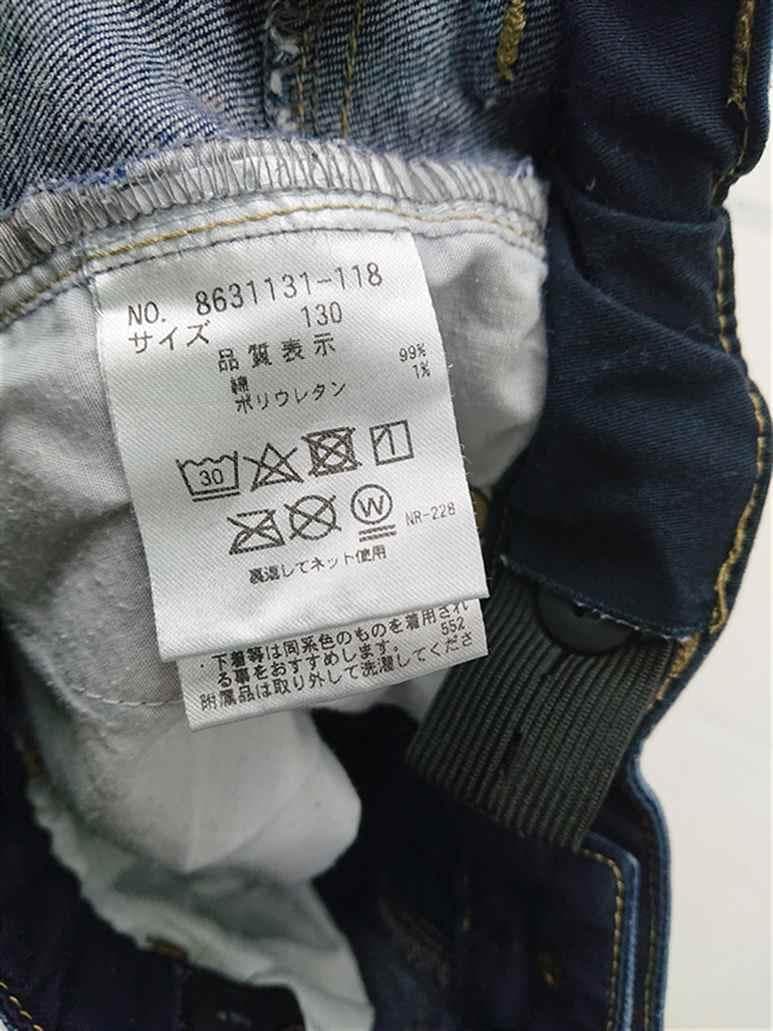 NO. 8631131-118
サイズ 130
品質表示
綿 99%
ポリウレタン 1%
30
W NR-228
裏返してネット使用
・下着等は同系色のものを着用され
る事をおすすめします。 552
附属品は取り外して洗濯してくださ